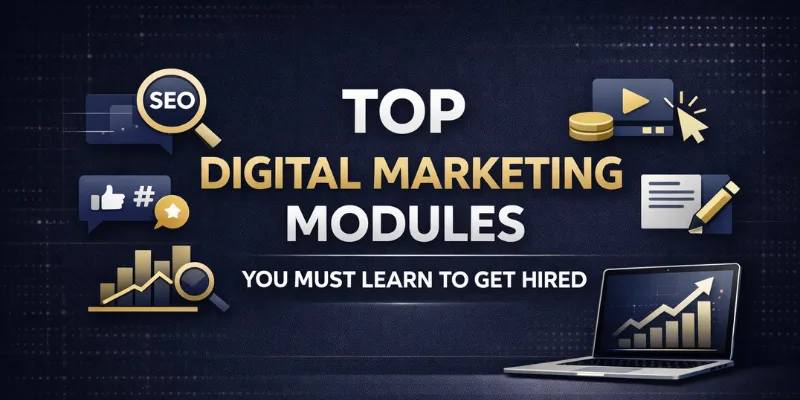 SEO
#
TOP
DIGITAL MARKETING
MODULES
YOU MUST LEARN TO GET HIRED